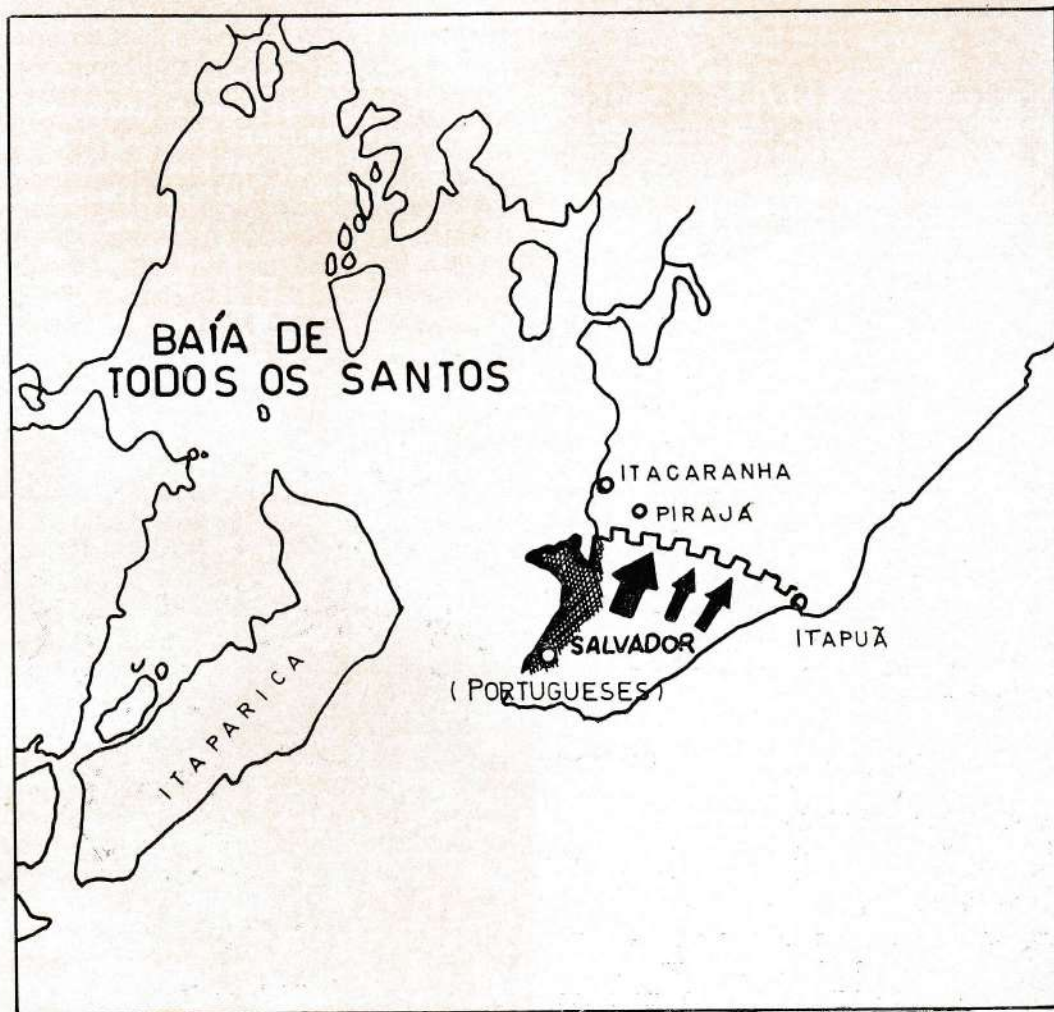 BAÍA DE
TODOS OS SANTOS
ITACARANHA
PIRAJÁ
SALVADOR
ITAPUÃ
(PORTUGUESES)
ITAPARICA